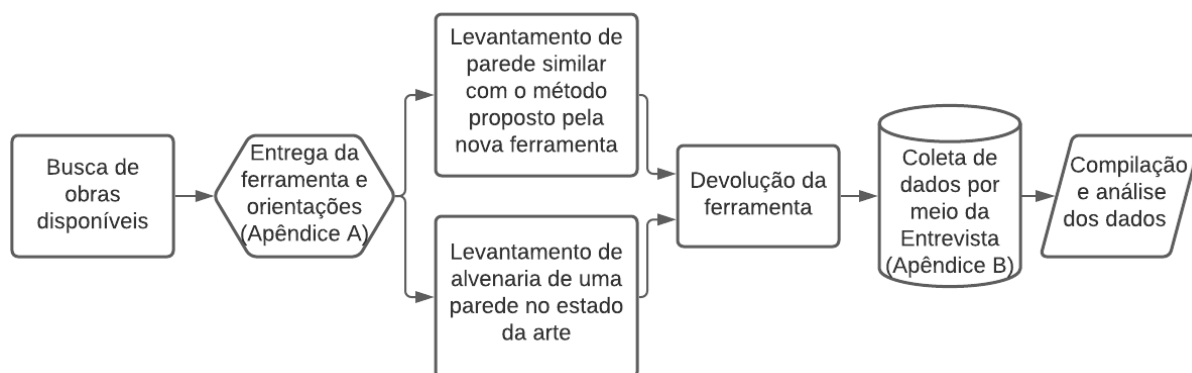 Busca de
obras
disponíveis
Entrega da
ferramenta e
orientações
(Apêndice A)
Levantamento de
parede similar
com o método
proposto pela
nova ferramenta
Levantamento de
alvenaria de uma
parede no estado
da arte
Devolução da
ferramenta
Coleta de
dados por
meio da
Entrevista
(Apêndice B)
Compilação
e análise
dos dados